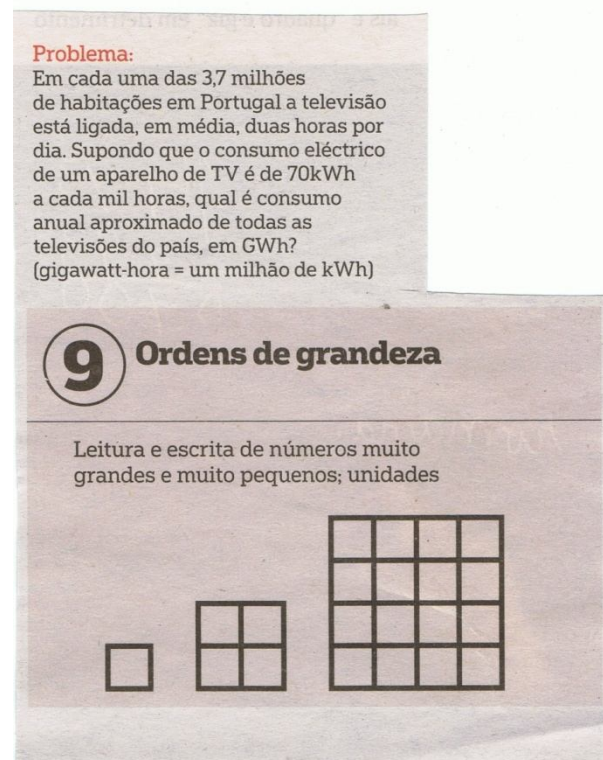 Problema:
Em cada uma das 3,7 milhões
de habitações em Portugal a televisão
está ligada, em média, duas horas por
dia. Supondo que o consumo eléctrico
de um aparelho de TV é de 70kWh
a cada mil horas, qual é consumo
anual aproximado de todas as
televisões do país, em GWh?
(gigawatt-hora = um milhão de kWh)
9 Ordens de grandeza
Leitura e escrita de números muito
grandes e muito pequenos; unidades